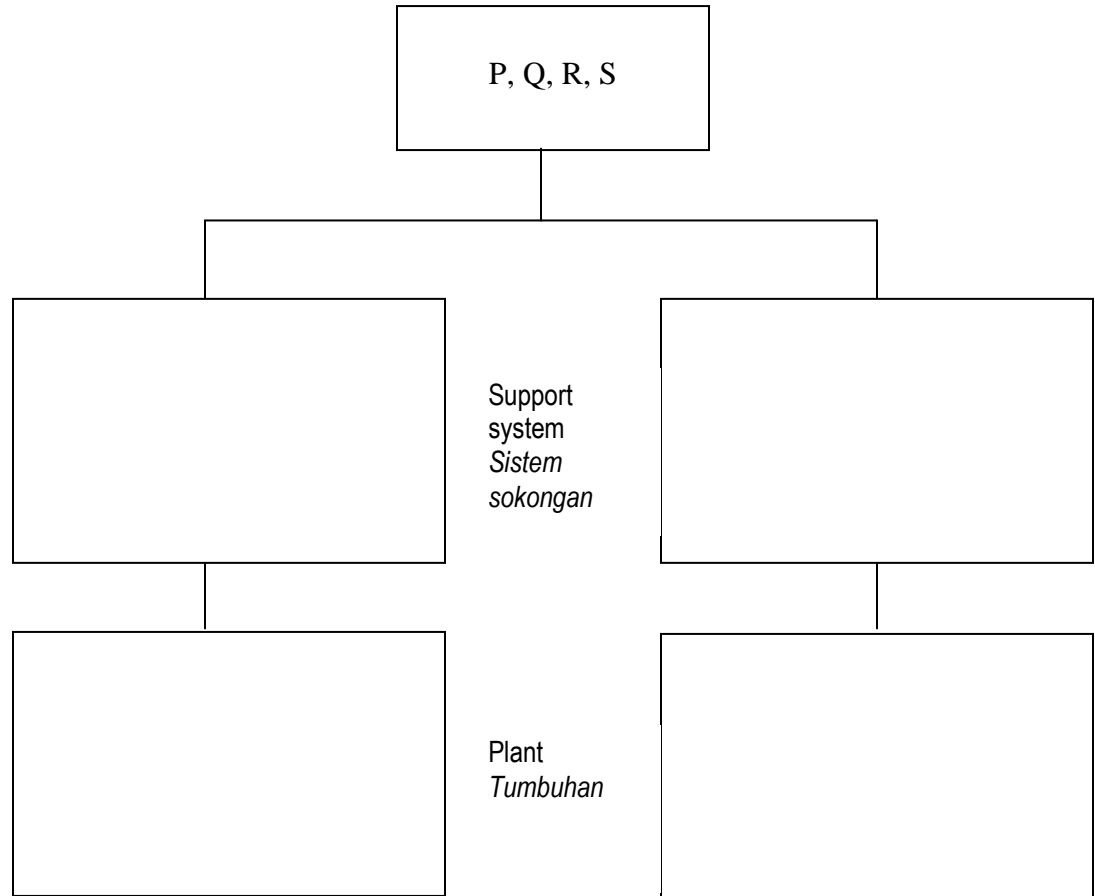 P, Q, R, S
Support
system
Sistem
sokongan
Plant
Tumbuhan